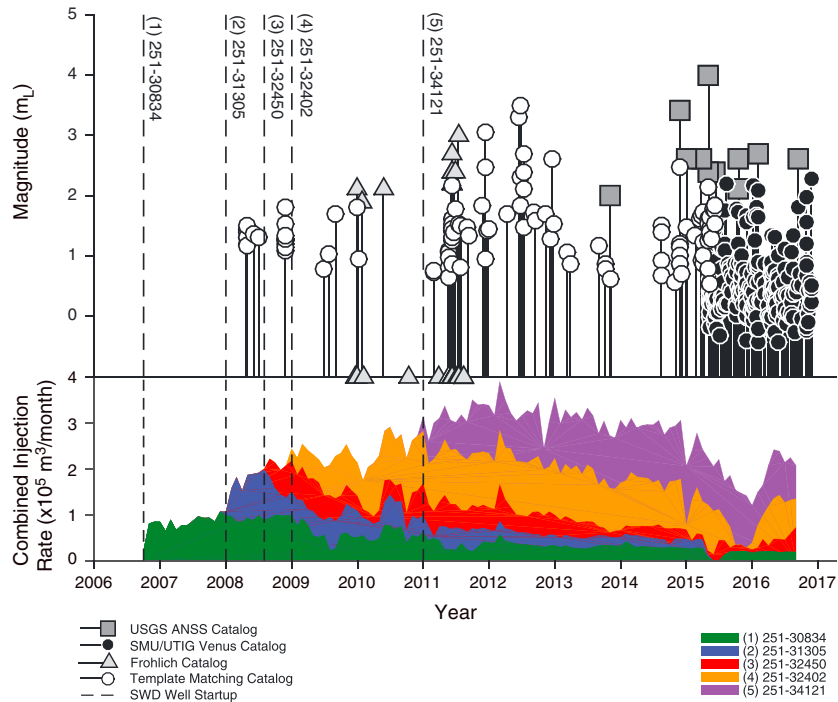 5
4
3
2
1
0
Magnitude (mL)
(1) 251-30834
(2) 251-31305
(3) 251-32450
(4) 251-32402
(5) 251-34121
4
3
2
1
0
Combined Injection
Rate (x10⁵ m³/month)
2006 2007 2008 2009 2010 2011 2012 2013 2014 2015 2016 2017
Year
USGS ANSS Catalog
SMU/UTIG Venus Catalog
Frohlich Catalog
Template Matching Catalog
SWD Well Startup
(1) 251-30834
(2) 251-31305
(3) 251-32450
(4) 251-32402
(5) 251-34121